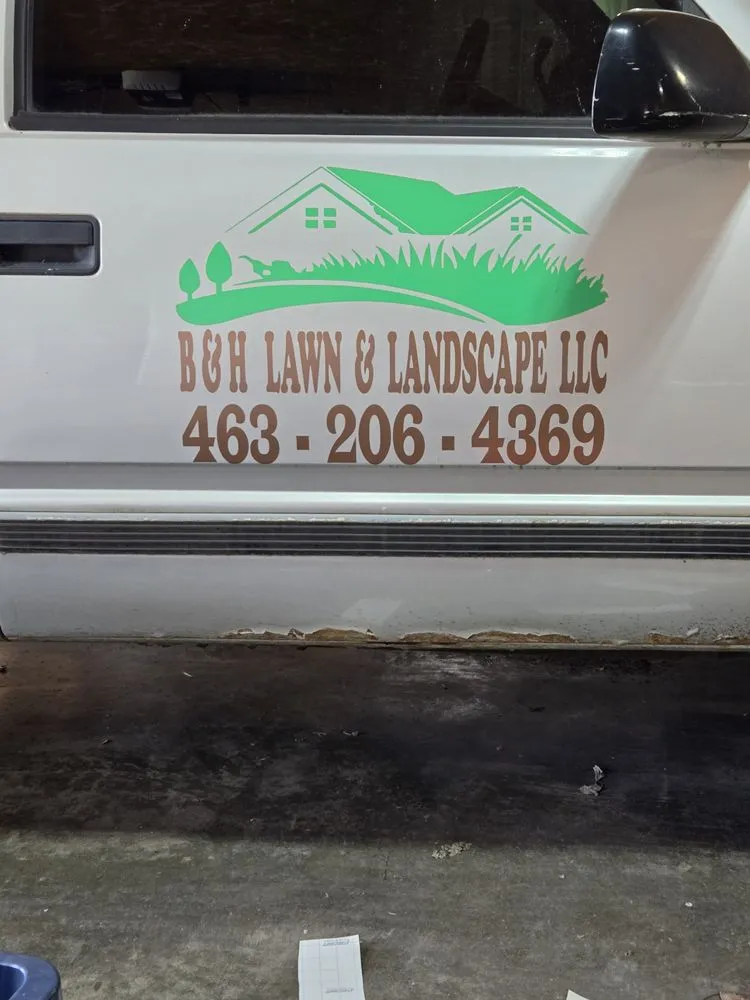 B & H LAWN & LANDSCAPE LLC
463 - 206 - 4369